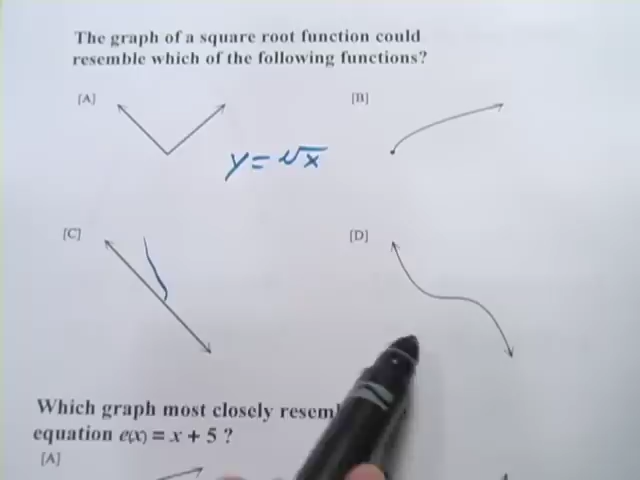 The graph of a square root function could
resemble which of the following functions?
[A]
[B]
y = √x
[C]
[D]
Which graph most closely
equation e(x) = x + 5 ?
[A]